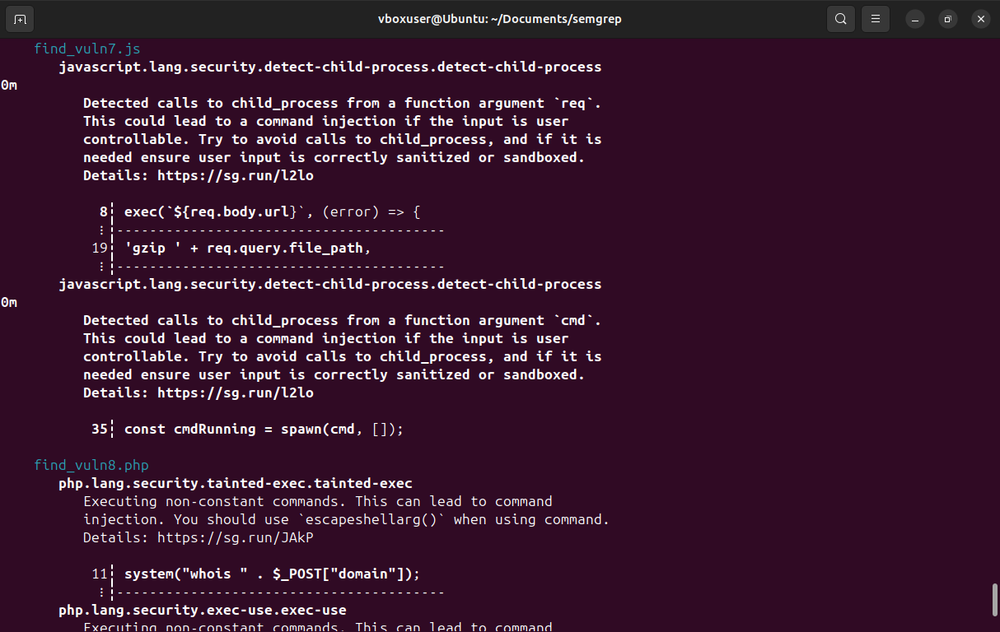 vboxuser@Ubuntu: ~/Documents/semgrep
find_vuln7.js
javascript.lang.security.detect-child-process.detect-child-process
0m
Detected calls to child_process from a function argument `req`.
This could lead to a command injection if the input is user
controllable. Try to avoid calls to child_process, and if it is
needed ensure user input is correctly sanitized or sandboxed.
Details: https://sg.run/l2lo
8┆ exec(`${req.body.url}`, (error) => {
⋮┆----------------------------------------
19┆ 'gzip ' + req.query.file_path,
⋮┆----------------------------------------
javascript.lang.security.detect-child-process.detect-child-process
0m
Detected calls to child_process from a function argument `cmd`.
This could lead to a command injection if the input is user
controllable. Try to avoid calls to child_process, and if it is
needed ensure user input is correctly sanitized or sandboxed.
Details: https://sg.run/l2lo
35┆ const cmdRunning = spawn(cmd, []);
find_vuln8.php
php.lang.security.tainted-exec.tainted-exec
Executing non-constant commands. This can lead to command
injection. You should use `escapeshellarg()` when using command.
Details: https://sg.run/JAkP
11┆ system("whois " . $_POST["domain"]);
⋮┆----------------------------------------
php.lang.security.exec-use.exec-use
Executing non-constant commands. This can lead to command